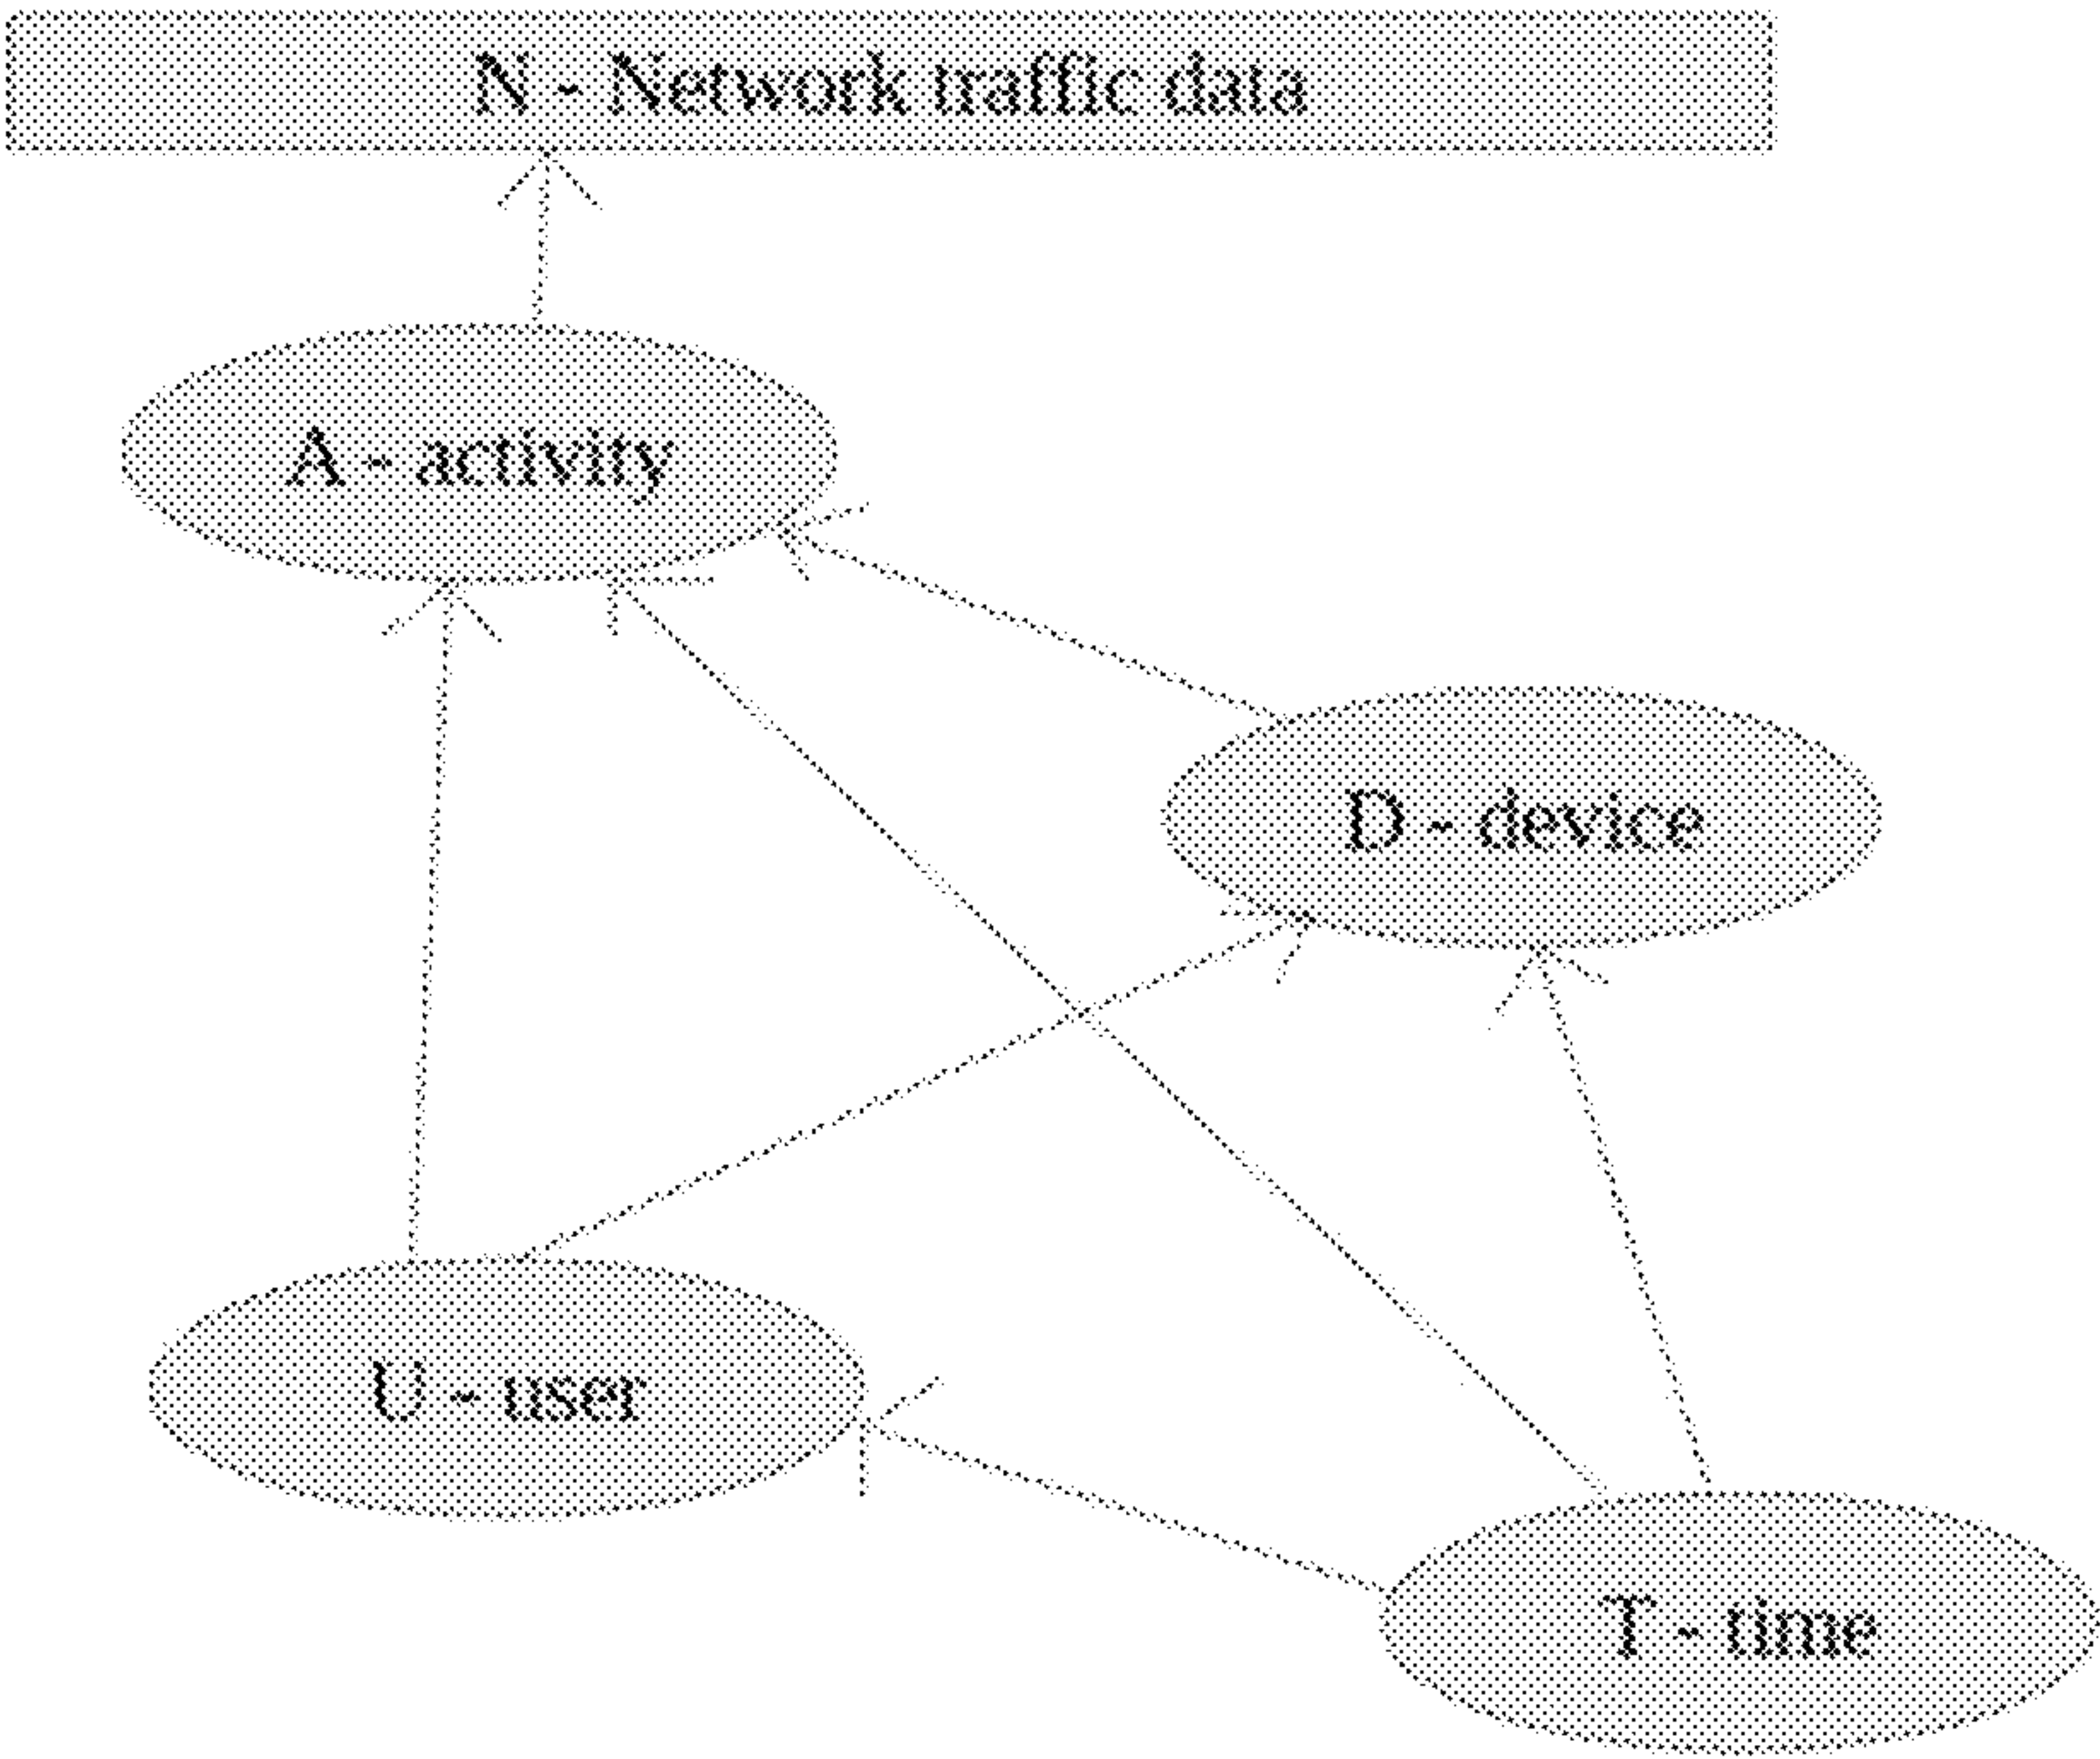 N - Network traffic data
A - activity
D - device
U - user
T - time